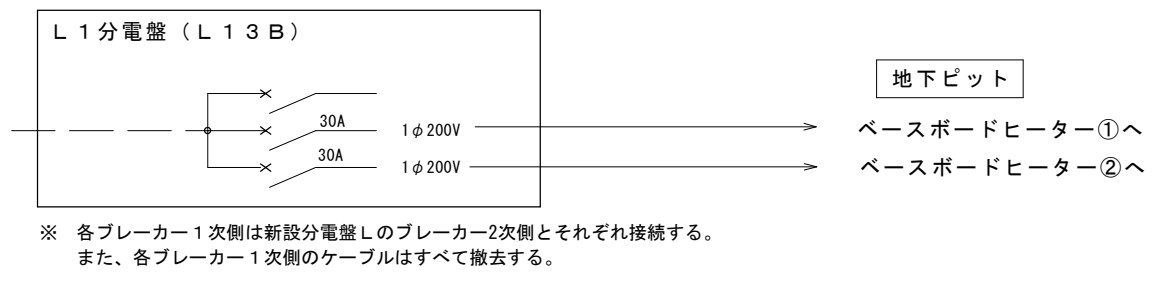 L1分電盤(L13B)
地下ピット
30A
1φ200V
ベースボードヒーター①へ
30A
1φ200V
ベースボードヒーター②へ
※ 各ブレーカー1次側は新設分電盤Lのブレーカー2次側とそれぞれ接続する。
また、各ブレーカー1次側のケーブルはすべて撤去する。